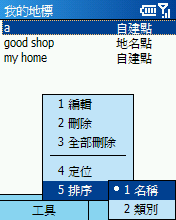 我的地標
a 自建點
good shop 地名點
my home 自建點
1 編輯
2 刪除
3 全部刪除
4 定位
5 排序
1 名稱
2 類別
工具